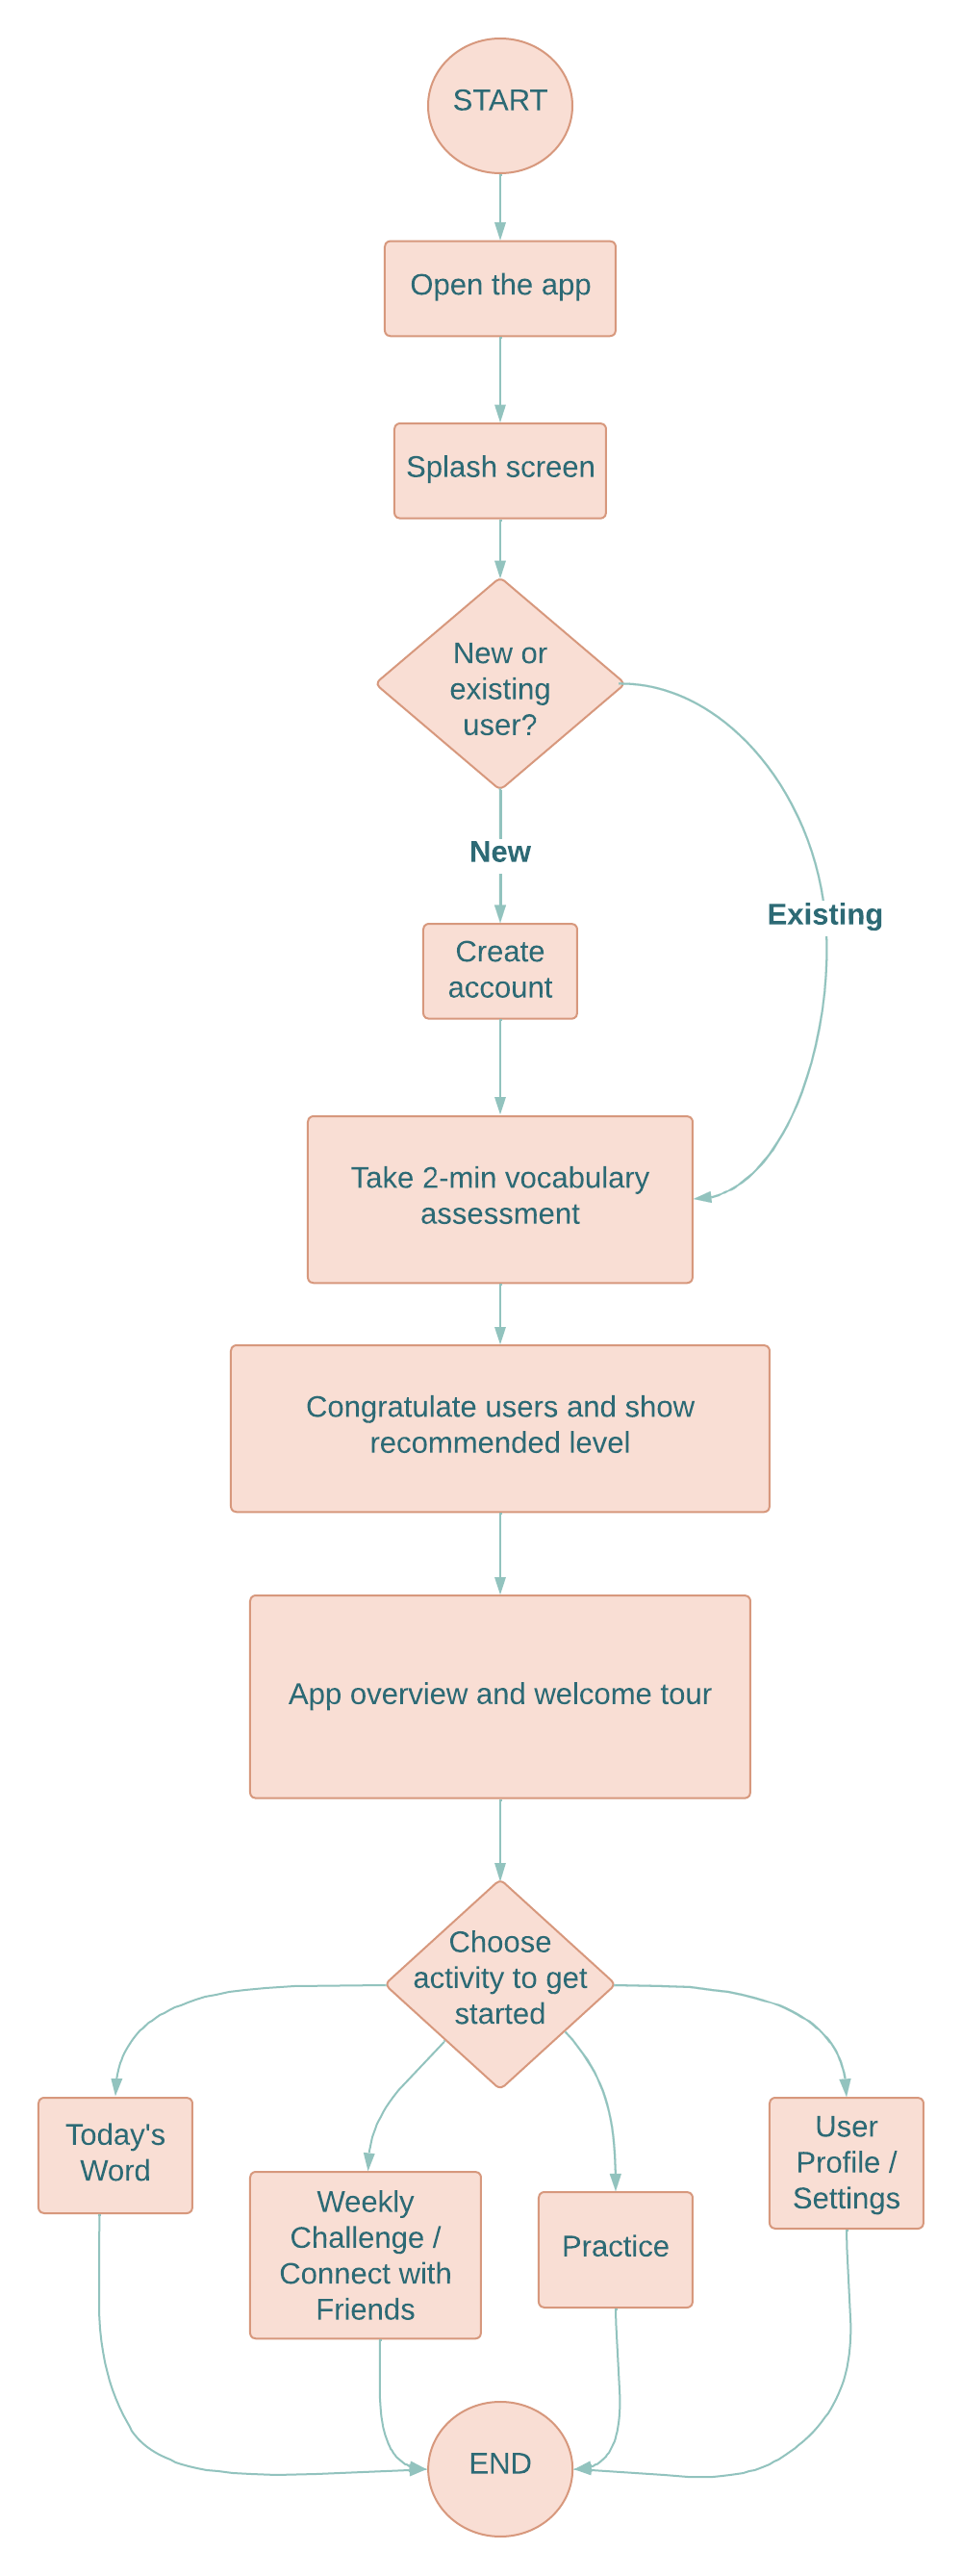 START
Open the app
Splash screen
New or
existing
user?
New
Existing
Create
account
Take 2-min vocabulary
assessment
Congratulate users and show
recommended level
App overview and welcome tour
Choose
activity to get
started
Today's
Word
Weekly
Challenge /
Connect with
Friends
Practice
User
Profile /
Settings
END